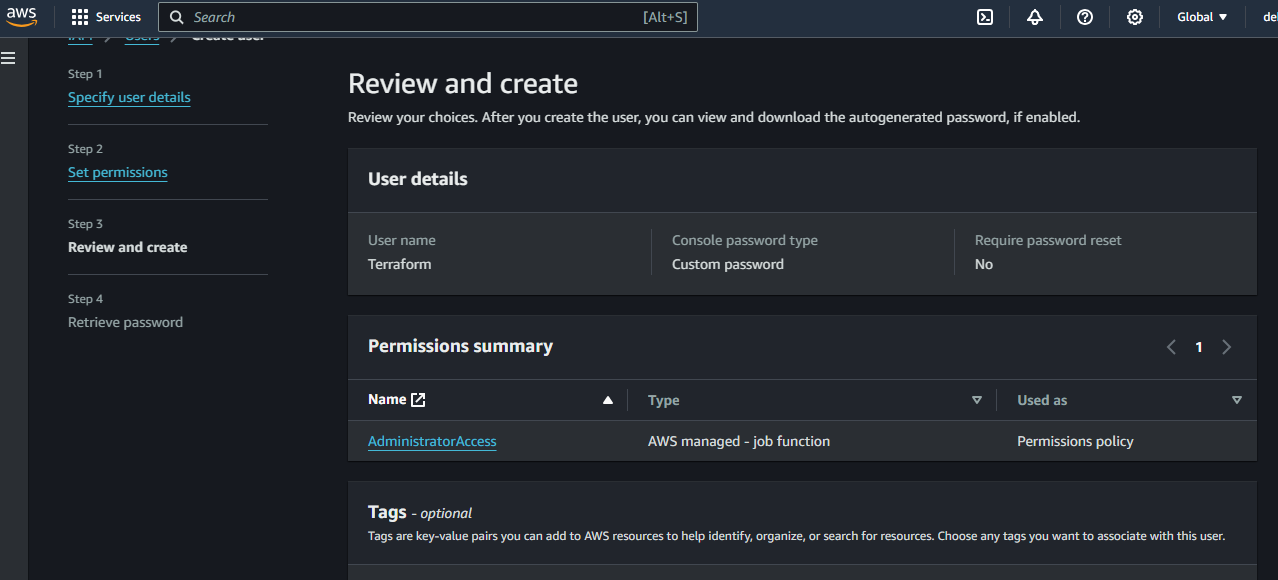 aws
Services
Search
[Alt+S]
Global
de
IAM
Users
Create user
Step 1
Specify user details
Step 2
Set permissions
Step 3
Review and create
Step 4
Retrieve password
Review and create
Review your choices. After you create the user, you can view and download the autogenerated password, if enabled.
User details
User name
Terraform
Console password type
Custom password
Require password reset
No
Permissions summary
1
Name
Type
Used as
AdministratorAccess
AWS managed - job function
Permissions policy
Tags - optional
Tags are key-value pairs you can add to AWS resources to help identify, organize, or search for resources. Choose any tags you want to associate with this user.